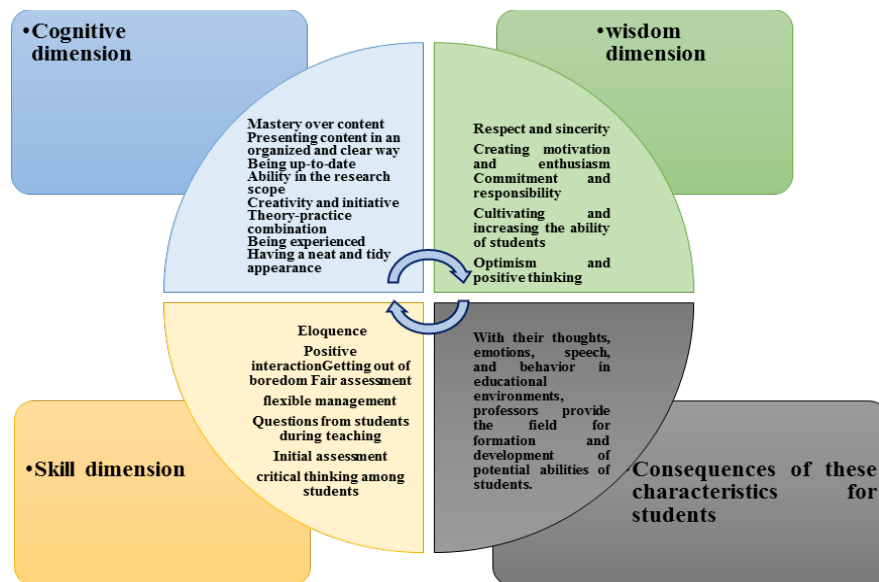 •Cognitive
dimension
•wisdom
dimension
Mastery over content
Presenting content in an
organized and clear way
Being up-to-date
Ability in the research
scope
Creativity and initiative
Theory-practice
combination
Being experienced
Having a neat and tidy
appearance
Respect and sincerity
Creating motivation
and enthusiasm
Commitment and
responsibility
Cultivating and
increasing the ability
of students
Optimism and
positive thinking
Eloquence
Positive
interactionGetting out of
boredom Fair assessment
flexible management
Questions from students
during teaching
Initial assessment
critical thinking among
students
With their thoughts,
emotions, speech,
and behavior in
educational
environments,
professors provide
the field for
formation and
development of
potential abilities of
students.
•Skill dimension
•Consequences of these
characteristics for
students